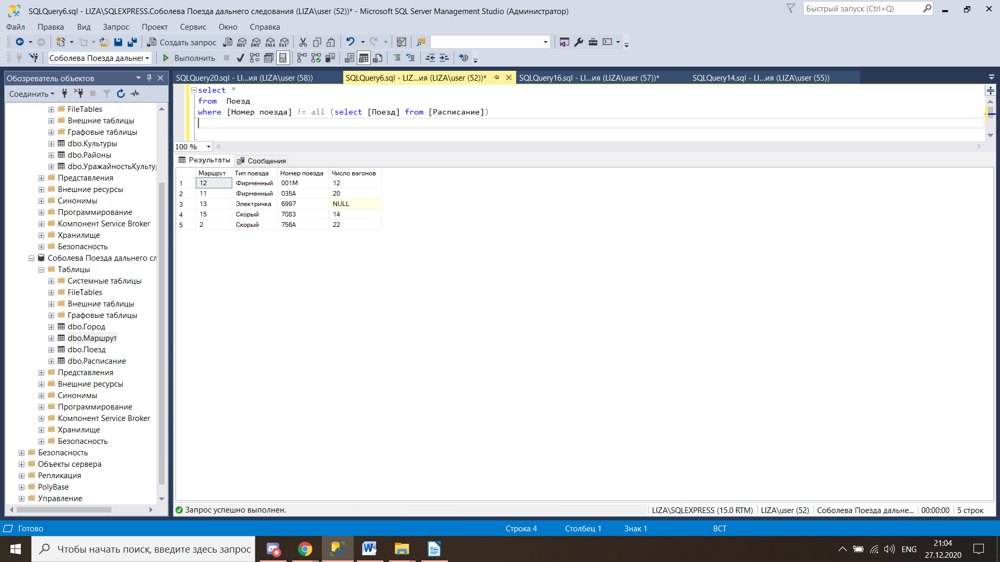 SQLQuery6.sql - LIZA\SQLEXPRESS.Соболева Поезда дальнего следования (LIZA\user (52))* - Microsoft SQL Server Management Studio (Администратор)
Быстрый запуск (Ctrl+Q)
Файл Правка Вид Запрос Проект Сервис Окно Справка
Создать запрос MDX DMX XMLA DAX
Соболева Поезда дальнег Выполнить
Обозреватель объектов
Соединить
FileTables
Внешние таблицы
Графовые таблицы
dbo.Культуры
dbo.Районы
dbo.УражайностьКульту
Представления
Внешние ресурсы
Синонимы
Программирование
Компонент Service Broker
Хранилище
Безопасность
Соболева Поезда дальнего сл
Таблицы
Системные таблицы
FileTables
Внешние таблицы
Графовые таблицы
dbo.Город
dbo.Маршрут
dbo.Поезд
dbo.Расписание
Представления
Внешние ресурсы
Синонимы
Программирование
Компонент Service Broker
Хранилище
Безопасность
Безопасность
Объекты сервера
Репликация
PolyBase
Управление
SQLQuery20.sql - LI...ия (LIZA\user (58)) SQLQuery6.sql - LIZ...ия (LIZA\user (52))* SQLQuery16.sql - LI...ия (LIZA\user (57))* SQLQuery14.sql - LI...ия (LIZA\user (55))
select *
from Поезд
where [Номер поезда] != all (select [Поезд] from [Расписание])
100 %
Результаты Сообщения
Маршрут Тип поезда Номер поезда Число вагонов
1 12 Фирменный 001М 12
2 11 Фирменный 035А 20
3 13 Электричка 6997 NULL
4 15 Скорый 7083 14
5 2 Скорый 756А 22
Запрос успешно выполнен. LIZA\SQLEXPRESS (15.0 RTM) LIZA\user (52) Соболева Поезда дальне... 00:00:00 5 строк
Готово Строка 4 Столбец 1 Знак 1 ВСТ
Чтобы начать поиск, введите здесь запрос
ENG
21:04
27.12.2020